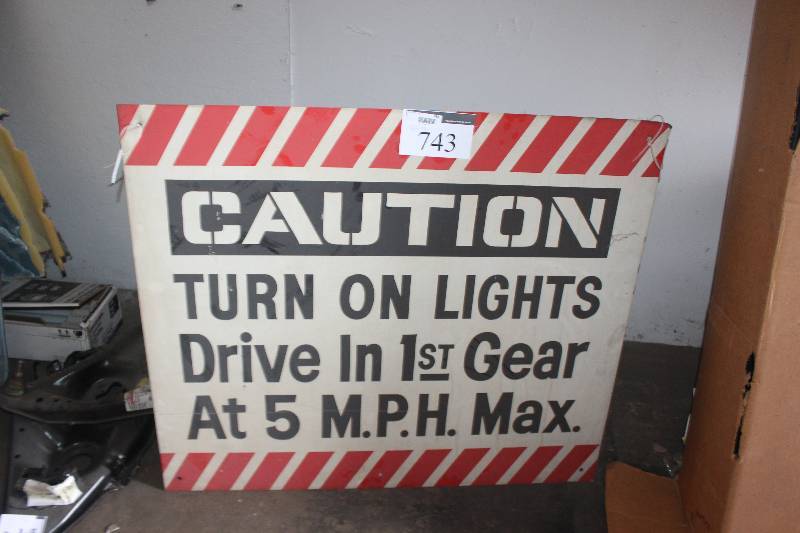 743
CAUTION
TURN ON LIGHTS
Drive In 1ST Gear
At 5 M.P.H. Max.